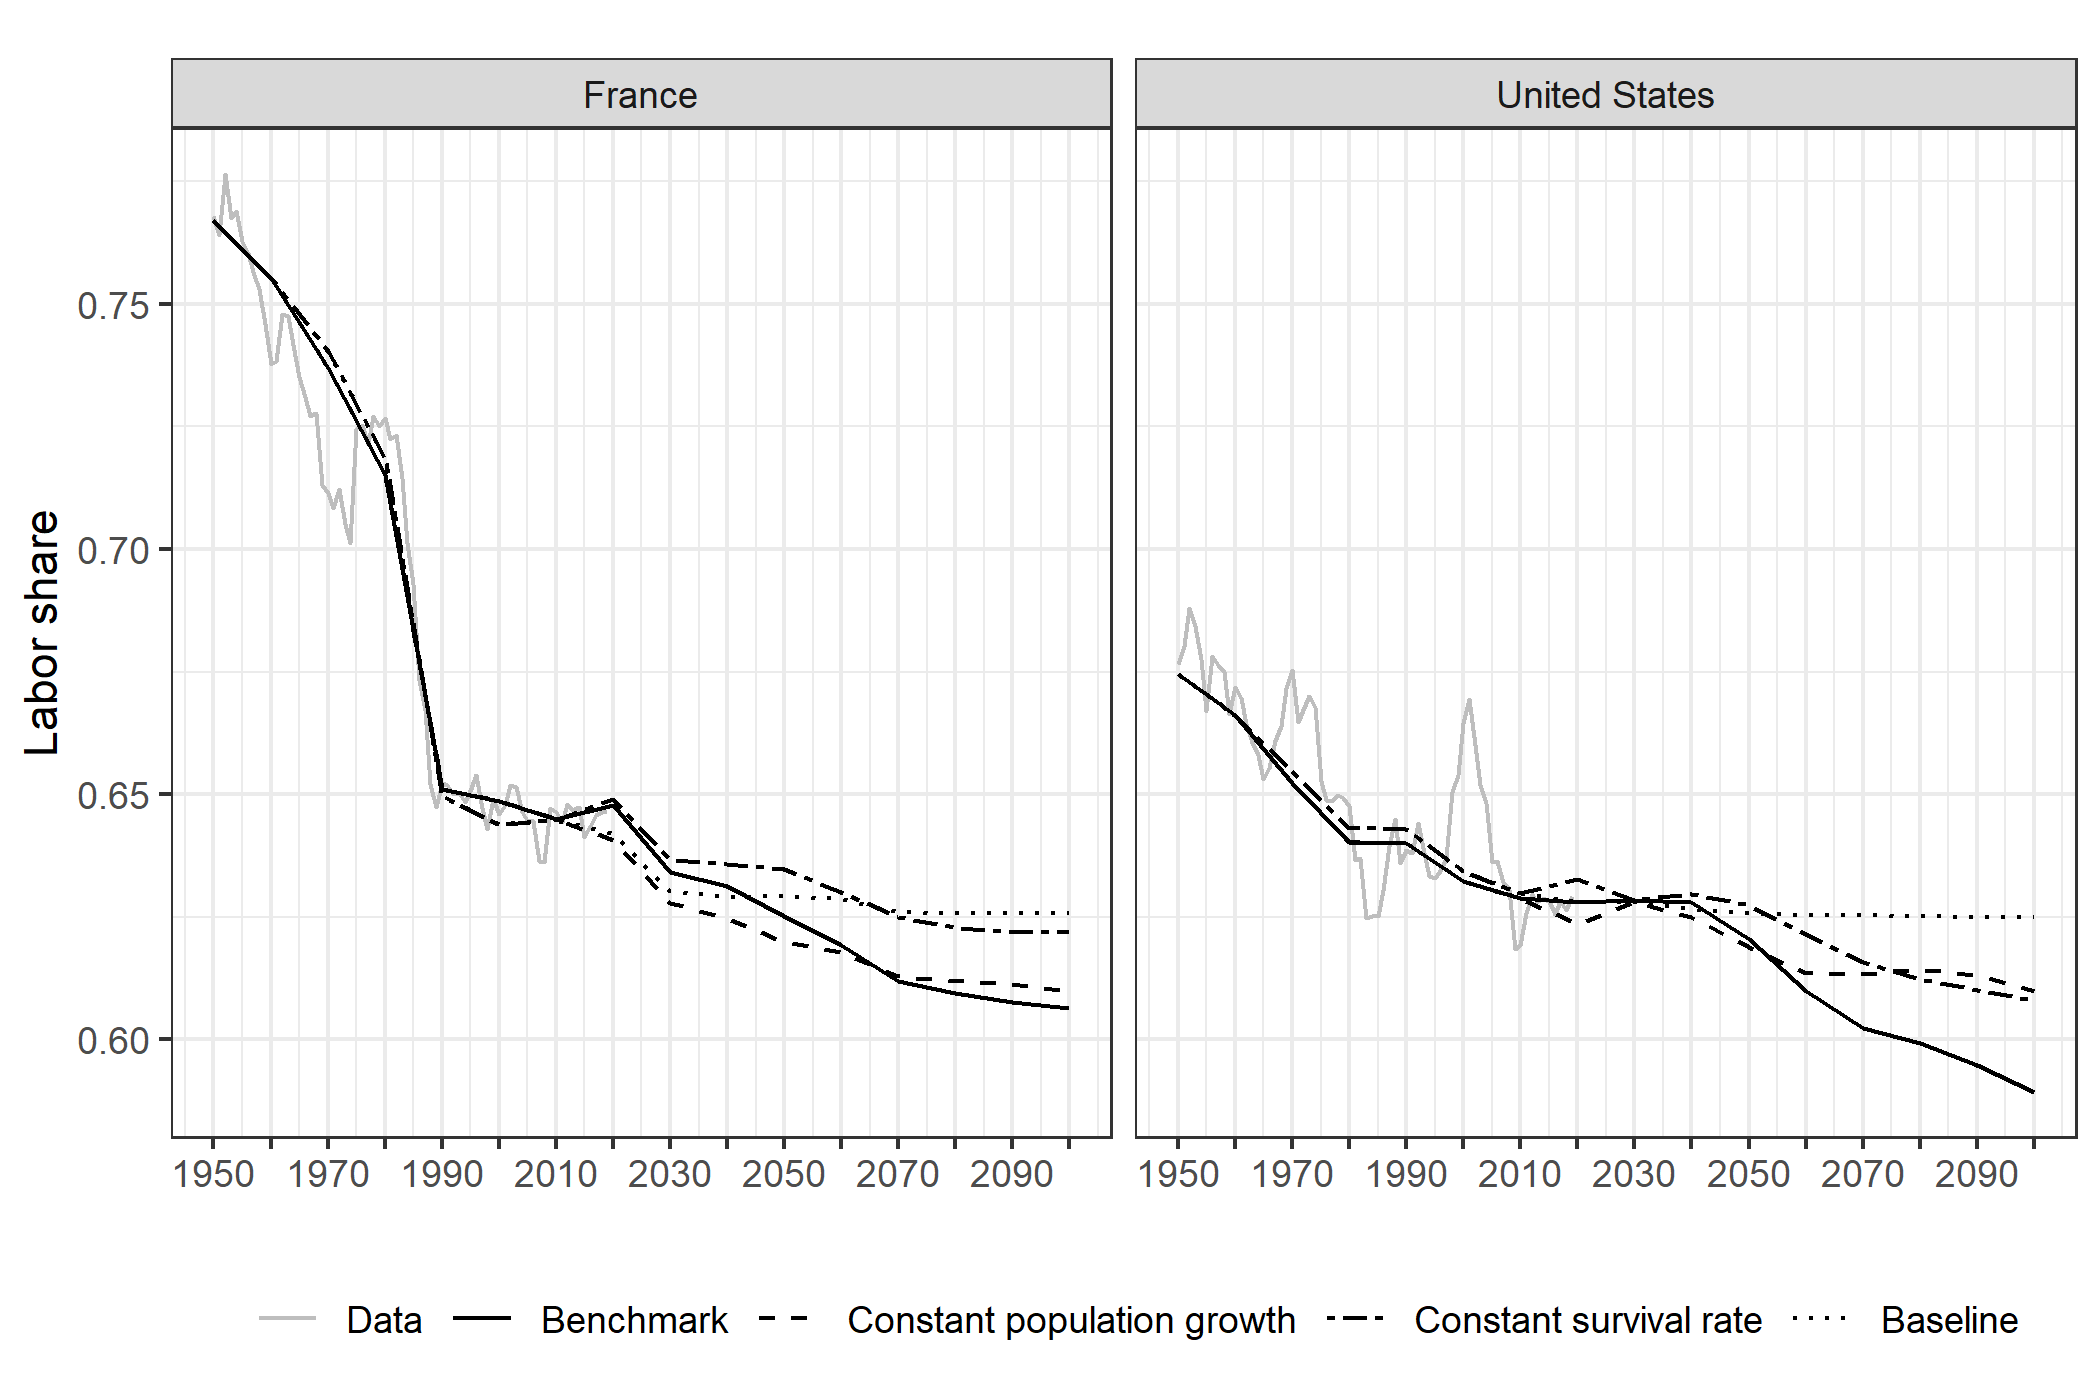 France
United States
Labor share
0.75
0.70
0.65
0.60
1950 1970 1990 2010 2030 2050 2070 2090
1950 1970 1990 2010 2030 2050 2070 2090
Data Benchmark Constant population growth Constant survival rate Baseline